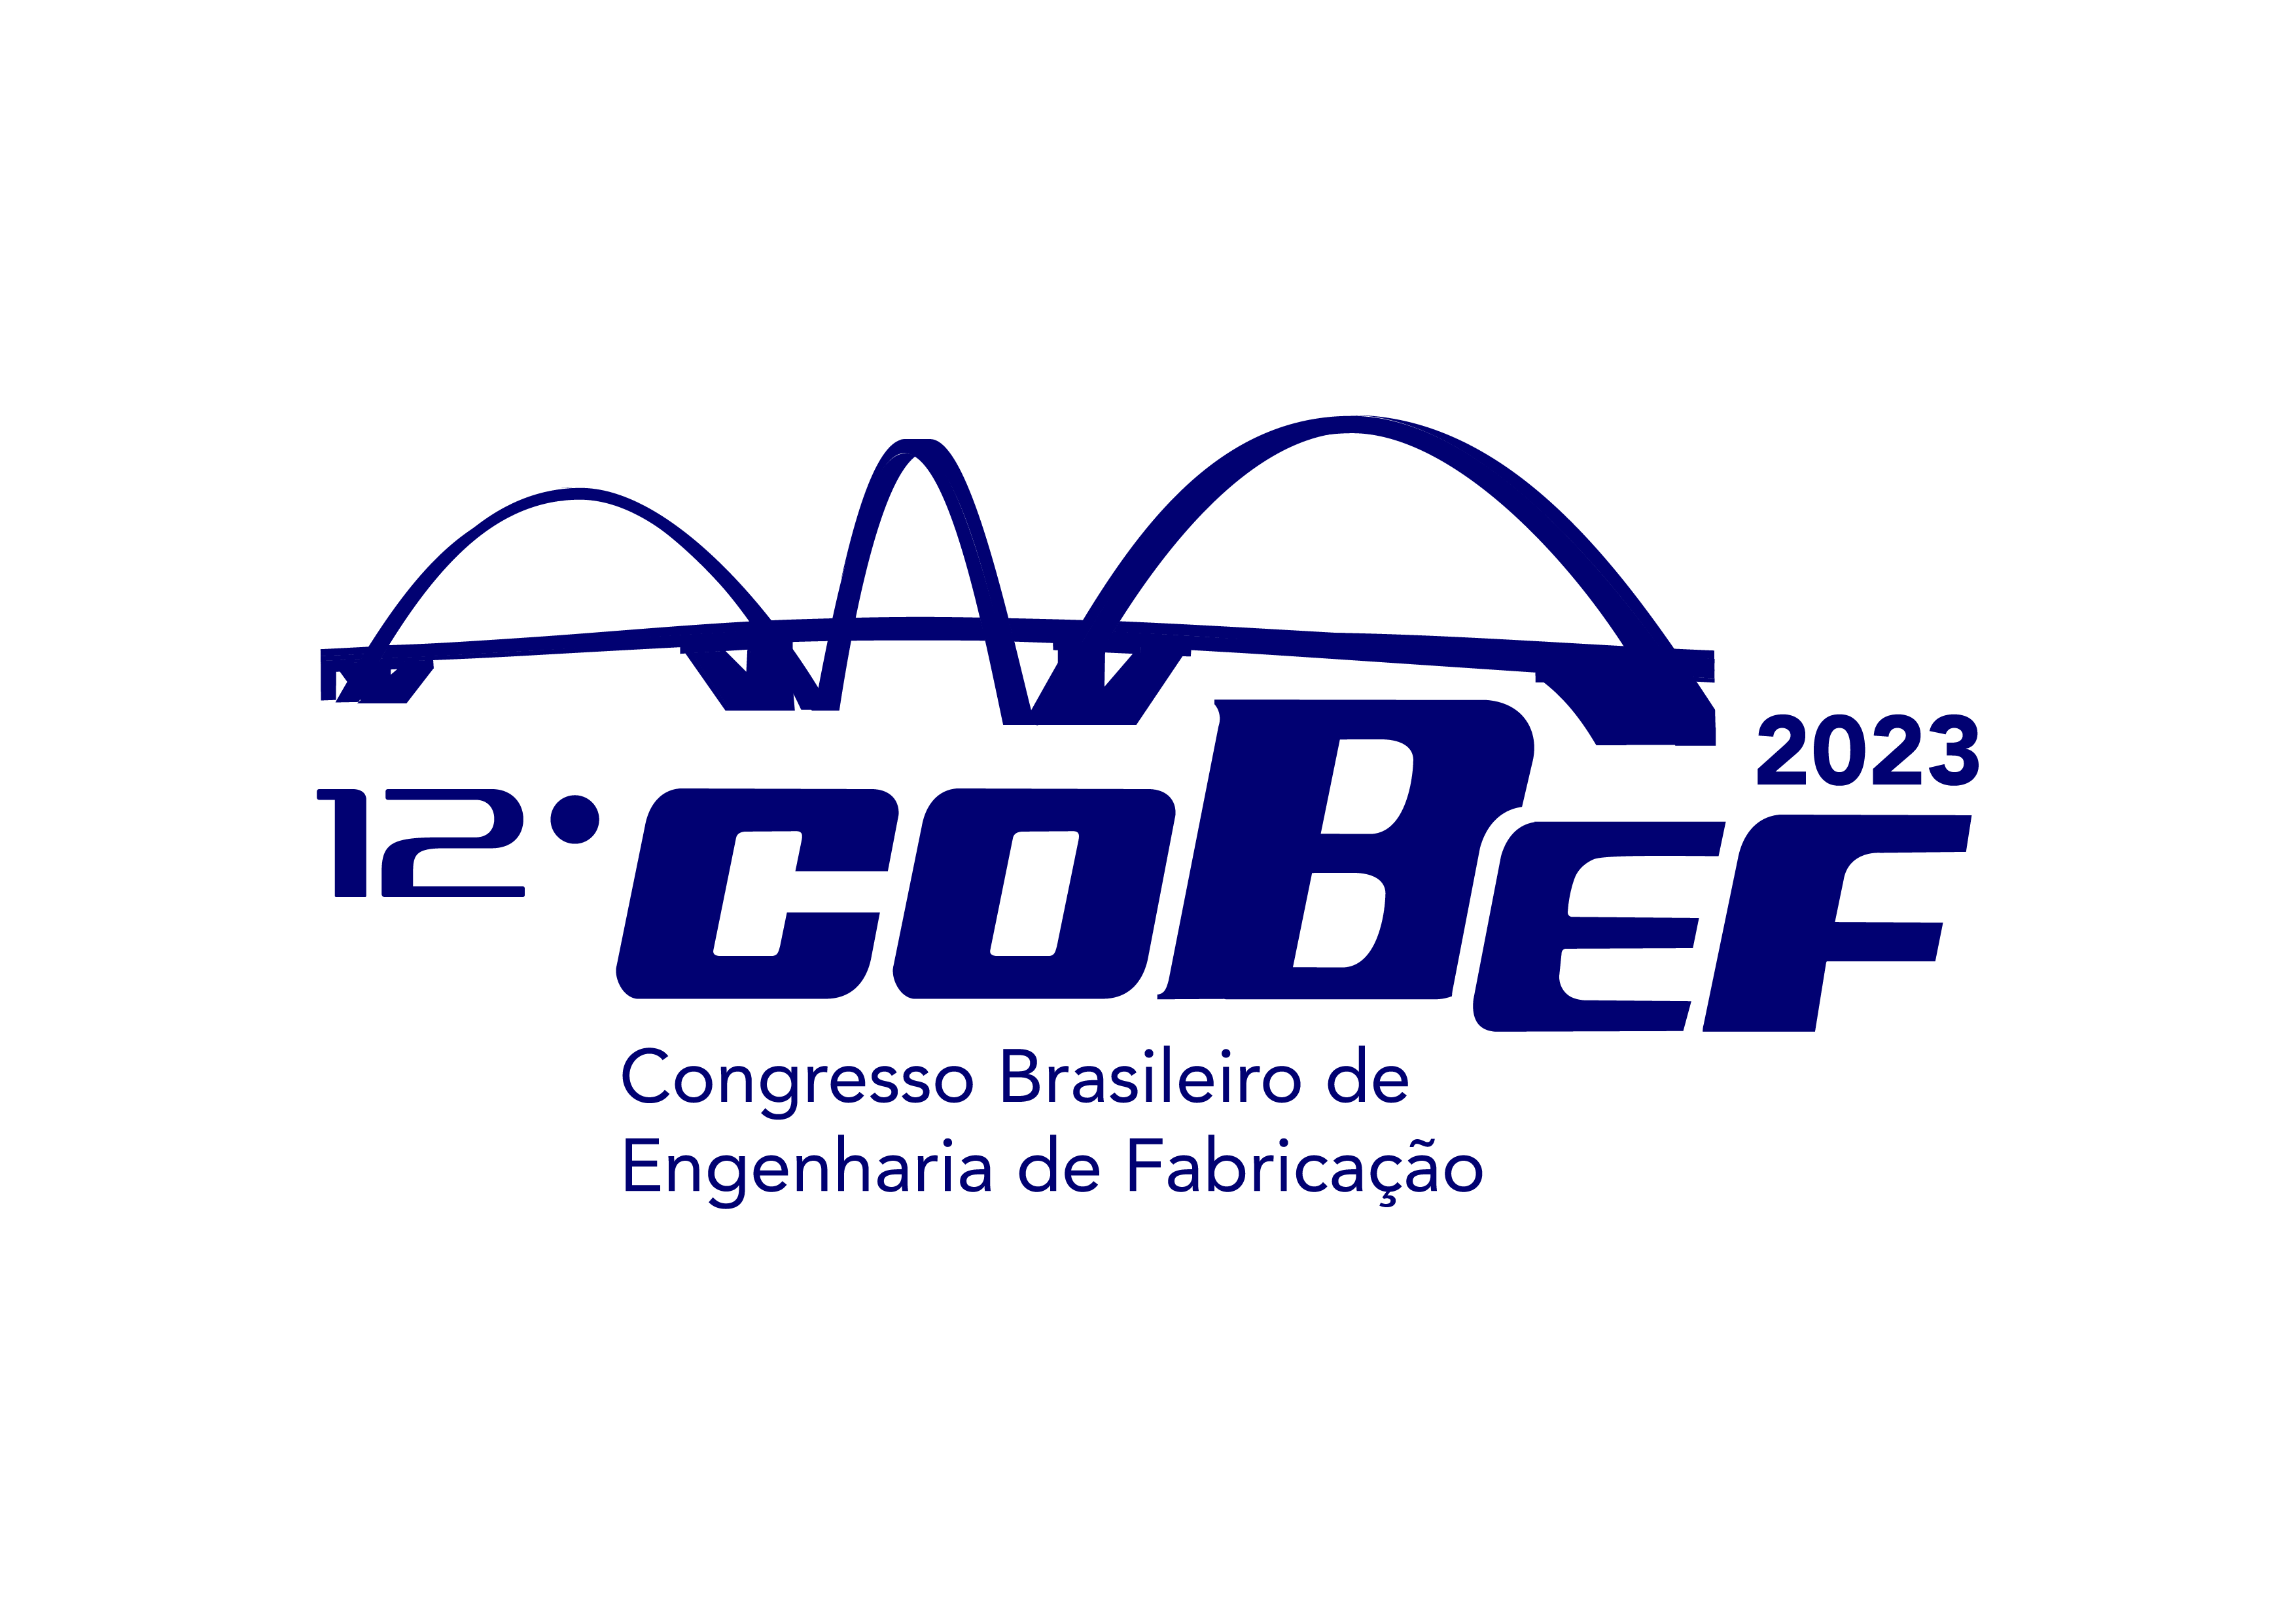 2023
12° COBEF
Congresso Brasileiro de
Engenharia de Fabricação